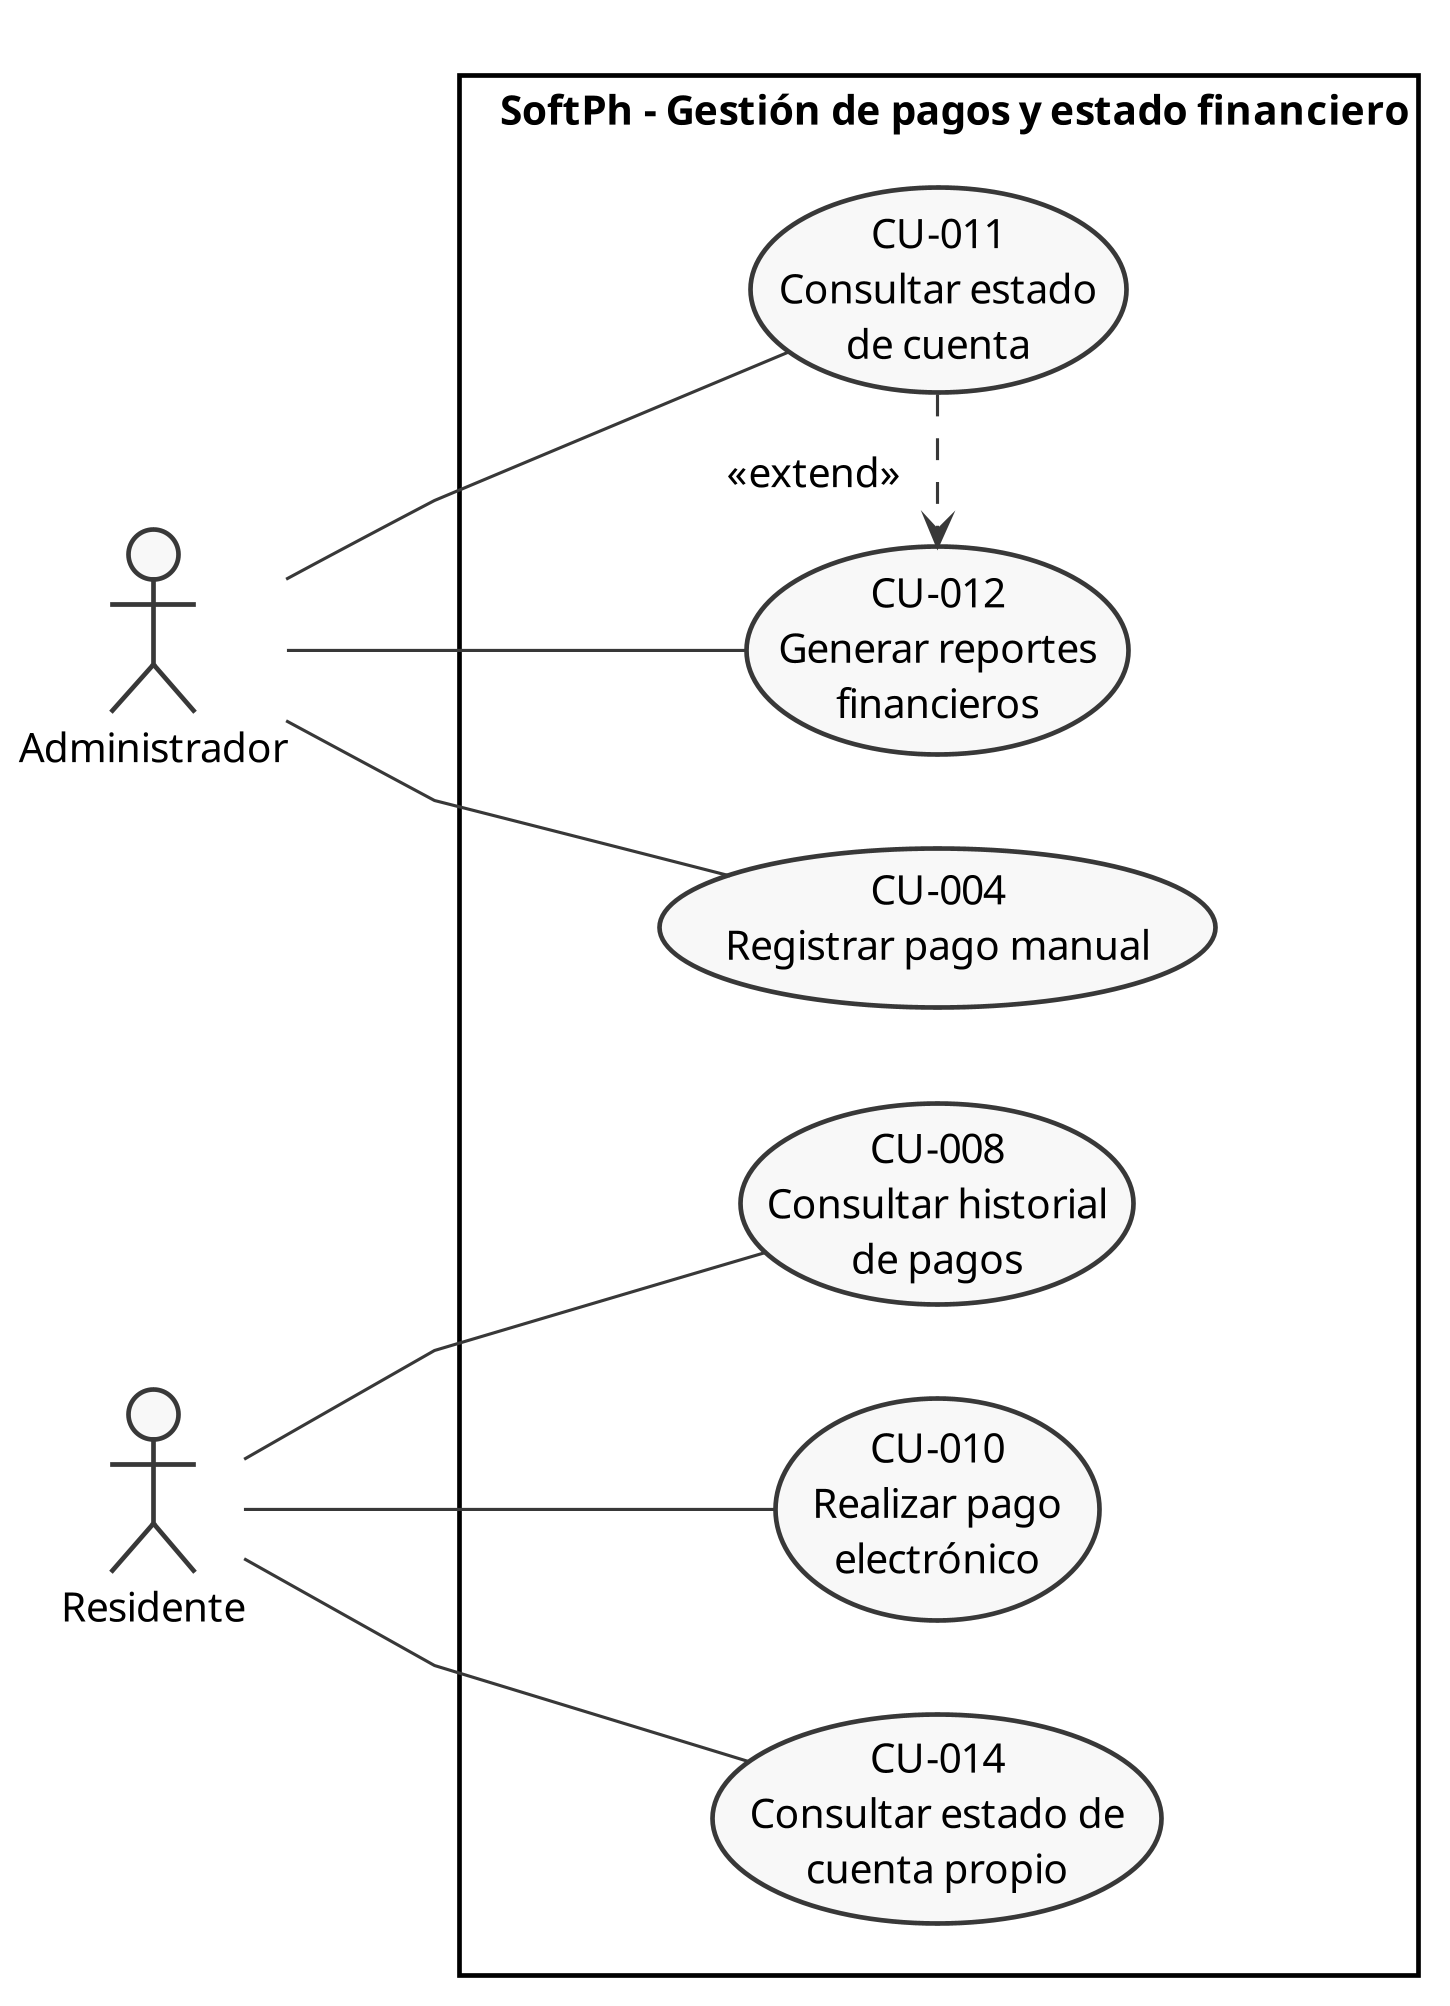 SoftPh - Gestión de pagos y estado financiero
CU-011
Consultar estado
de cuenta
«extend»
CU-012
Generar reportes
financieros
Administrador
CU-004
Registrar pago manual
CU-008
Consultar historial
de pagos
CU-010
Realizar pago
electrónico
Residente
CU-014
Consultar estado de
cuenta propio